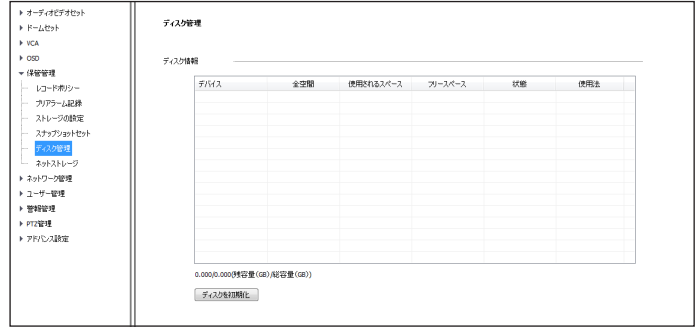 オーディオビデオセット
ドームセット
VCA
OSD
保管管理
レコードポリシー
プリアラーム記録
ストレージの設定
スナップショットセット
ディスク管理
ネットストレージ
ネットワーク管理
ユーザー管理
警報管理
PTZ管理
アドバンス設定
ディスク管理
ディスク情報
デバイス 全空間 使用されるスペース フリースペース 状態 使用法
0.000/0.000(残容量(GB)/総容量(GB))
ディスクを初期化